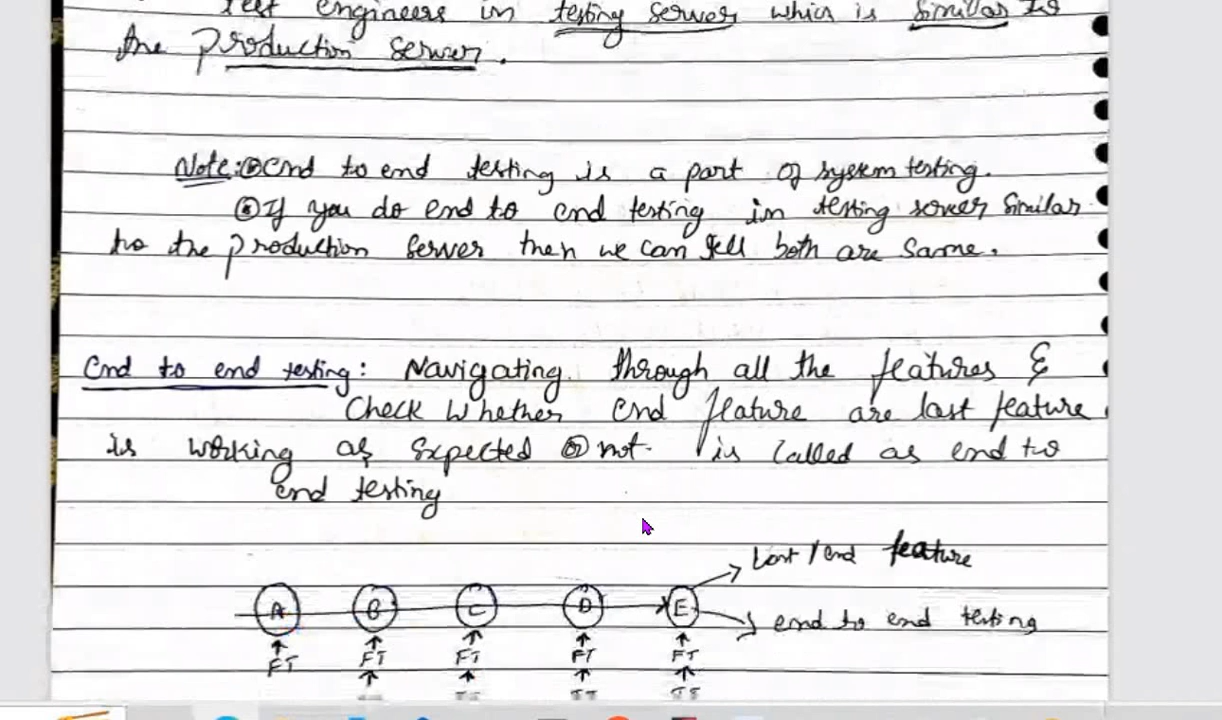 Test engineers in testing server which is similar to
the production server.
Note: ① End to end testing is a part of system testing.
② If you do end to end testing in testing server similar
to the production server then we can tell both are same.
End to end testing: Navigating through all the features &
Check whether end feature are last feature
is working as expected or not. is called as end to
end testing
Last / end feature
A B C D E
end to end testing
FT FT FT FT FT